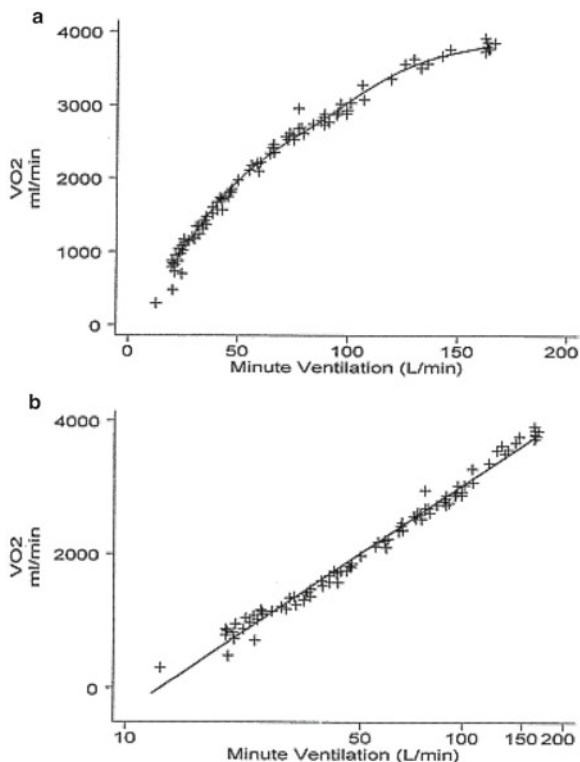 a
4000
3000
2000
1000
0
VO2
ml/min
0 50 100 150 200
Minute Ventilation (L/min)
b
4000
2000
0
VO2
ml/min
10 50 100 150 200
Minute Ventilation (L/min)